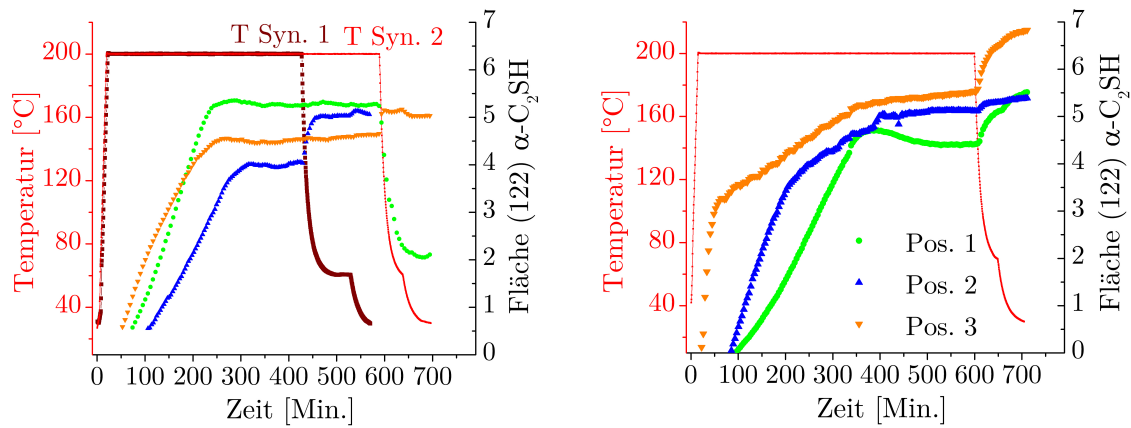 T Syn. 1 T Syn. 2
Temperatur [°C]
200
160
120
80
40
0 100 200 300 400 500 600 700
Zeit [Min.]
7
6
5
4
3
2
1
0
Fläche (122) α-C₂SH
Temperatur [°C]
200
160
120
80
40
Pos. 1
Pos. 2
Pos. 3
100 200 300 400 500 600 700
Zeit [Min.]
7
6
5
4
3
2
1
0
Fläche (122) α-C₂SH